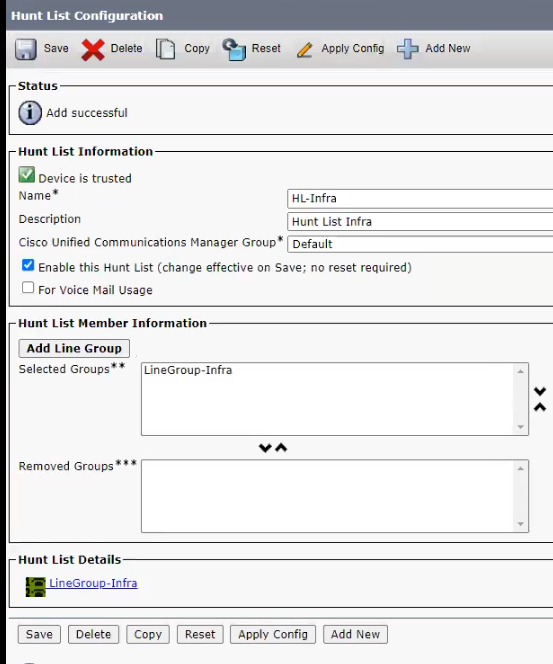 Hunt List Configuration
Save Delete Copy Reset Apply Config Add New
Status
Add successful
Hunt List Information
Device is trusted
Name* HL-Infra
Description Hunt List Infra
Cisco Unified Communications Manager Group* Default
Enable this Hunt List (change effective on Save; no reset required)
For Voice Mail Usage
Hunt List Member Information
Add Line Group
Selected Groups** LineGroup-Infra
Removed Groups***
Hunt List Details
LineGroup-Infra
Save Delete Copy Reset Apply Config Add New